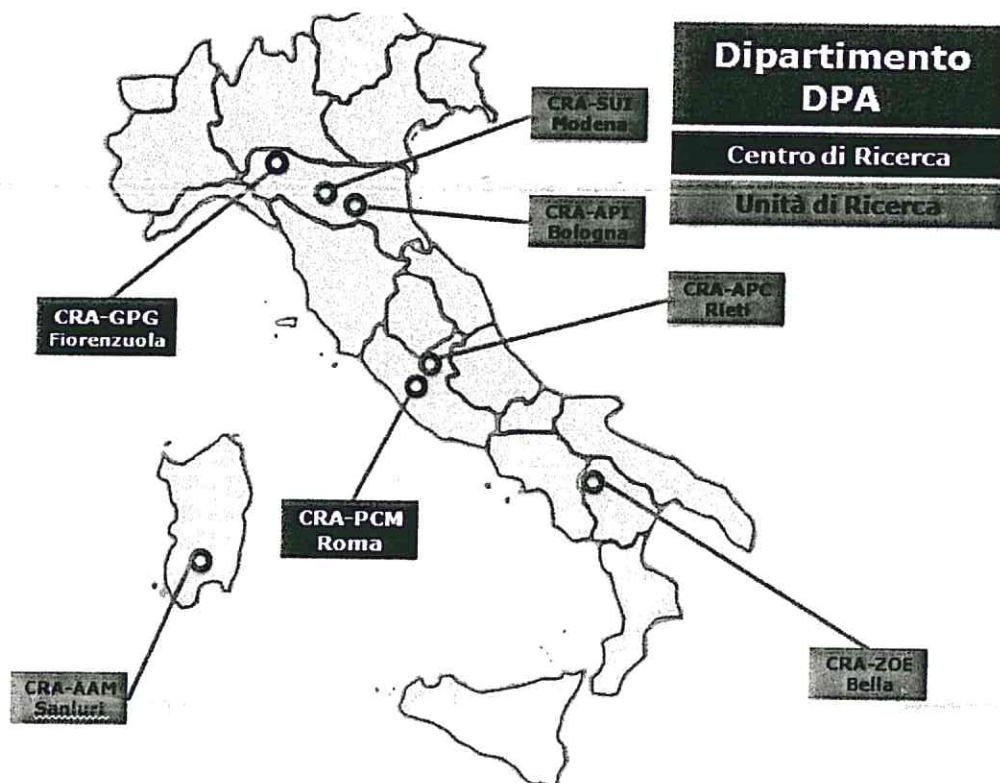 Dipartimento
DPA
Centro di Ricerca
Unità di Ricerca
CRA-SUI
Modena
CRA-API
Bologna
CRA-APC
Rieti
CRA-GPG
Fiorenzuola
CRA-PCM
Roma
CRA-AAM
Sanluri
CRA-ZOE
Bella